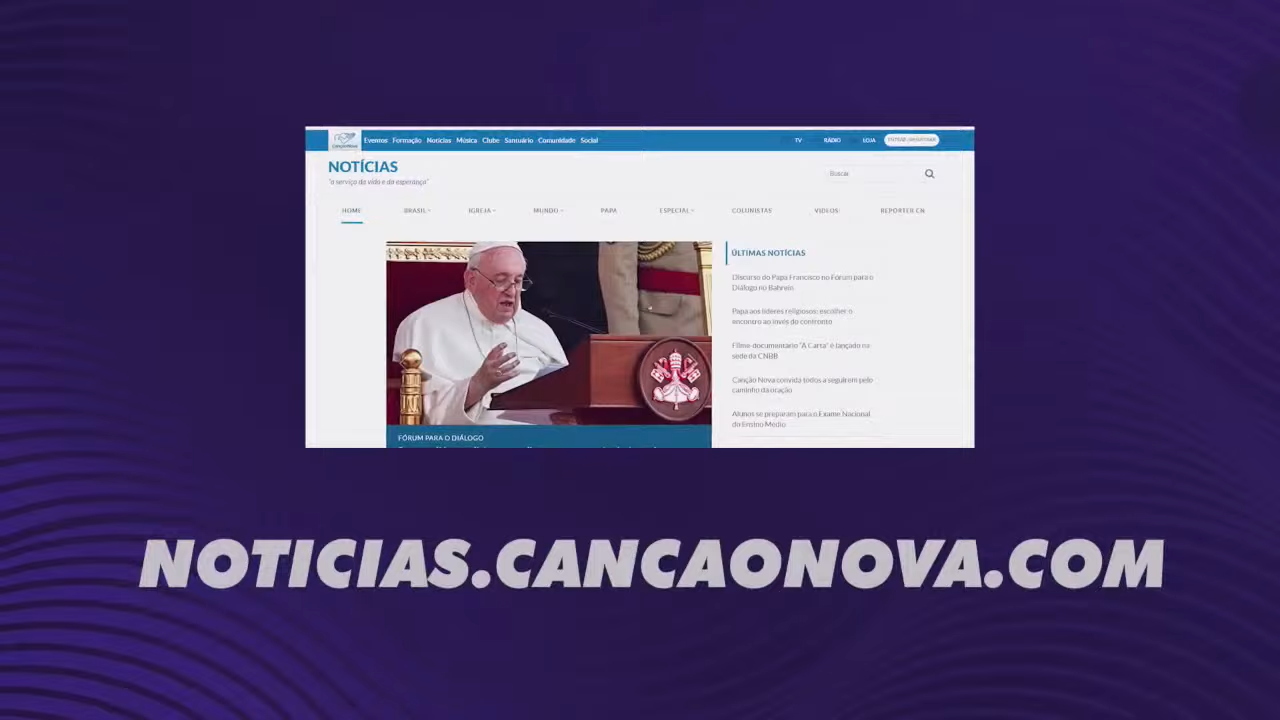 Eventos Formação Notícias Música Clube Santuário Comunidade Social TV RÁDIO LOJA
NOTÍCIAS
"a serviço da vida e da esperança"
Buscar
HOME BRASIL IGREJA MUNDO PAPA ESPECIAL COLUNISTAS VÍDEOS REPÓRTER CN
ÚLTIMAS NOTÍCIAS
Discurso do Papa Francisco no Fórum para o
Diálogo no Bahrein
Papa aos líderes religiosos: escolher o
encontro ao invés do confronto
Filme-documentário "A Carta" é lançado na
sede da CNBB
Canção Nova convida todos a seguirem pelo
caminho da oração
Alunos se preparam para o Exame Nacional
do Ensino Médio
FÓRUM PARA O DIÁLOGO
NOTICIAS.CANCAONOVA.COM